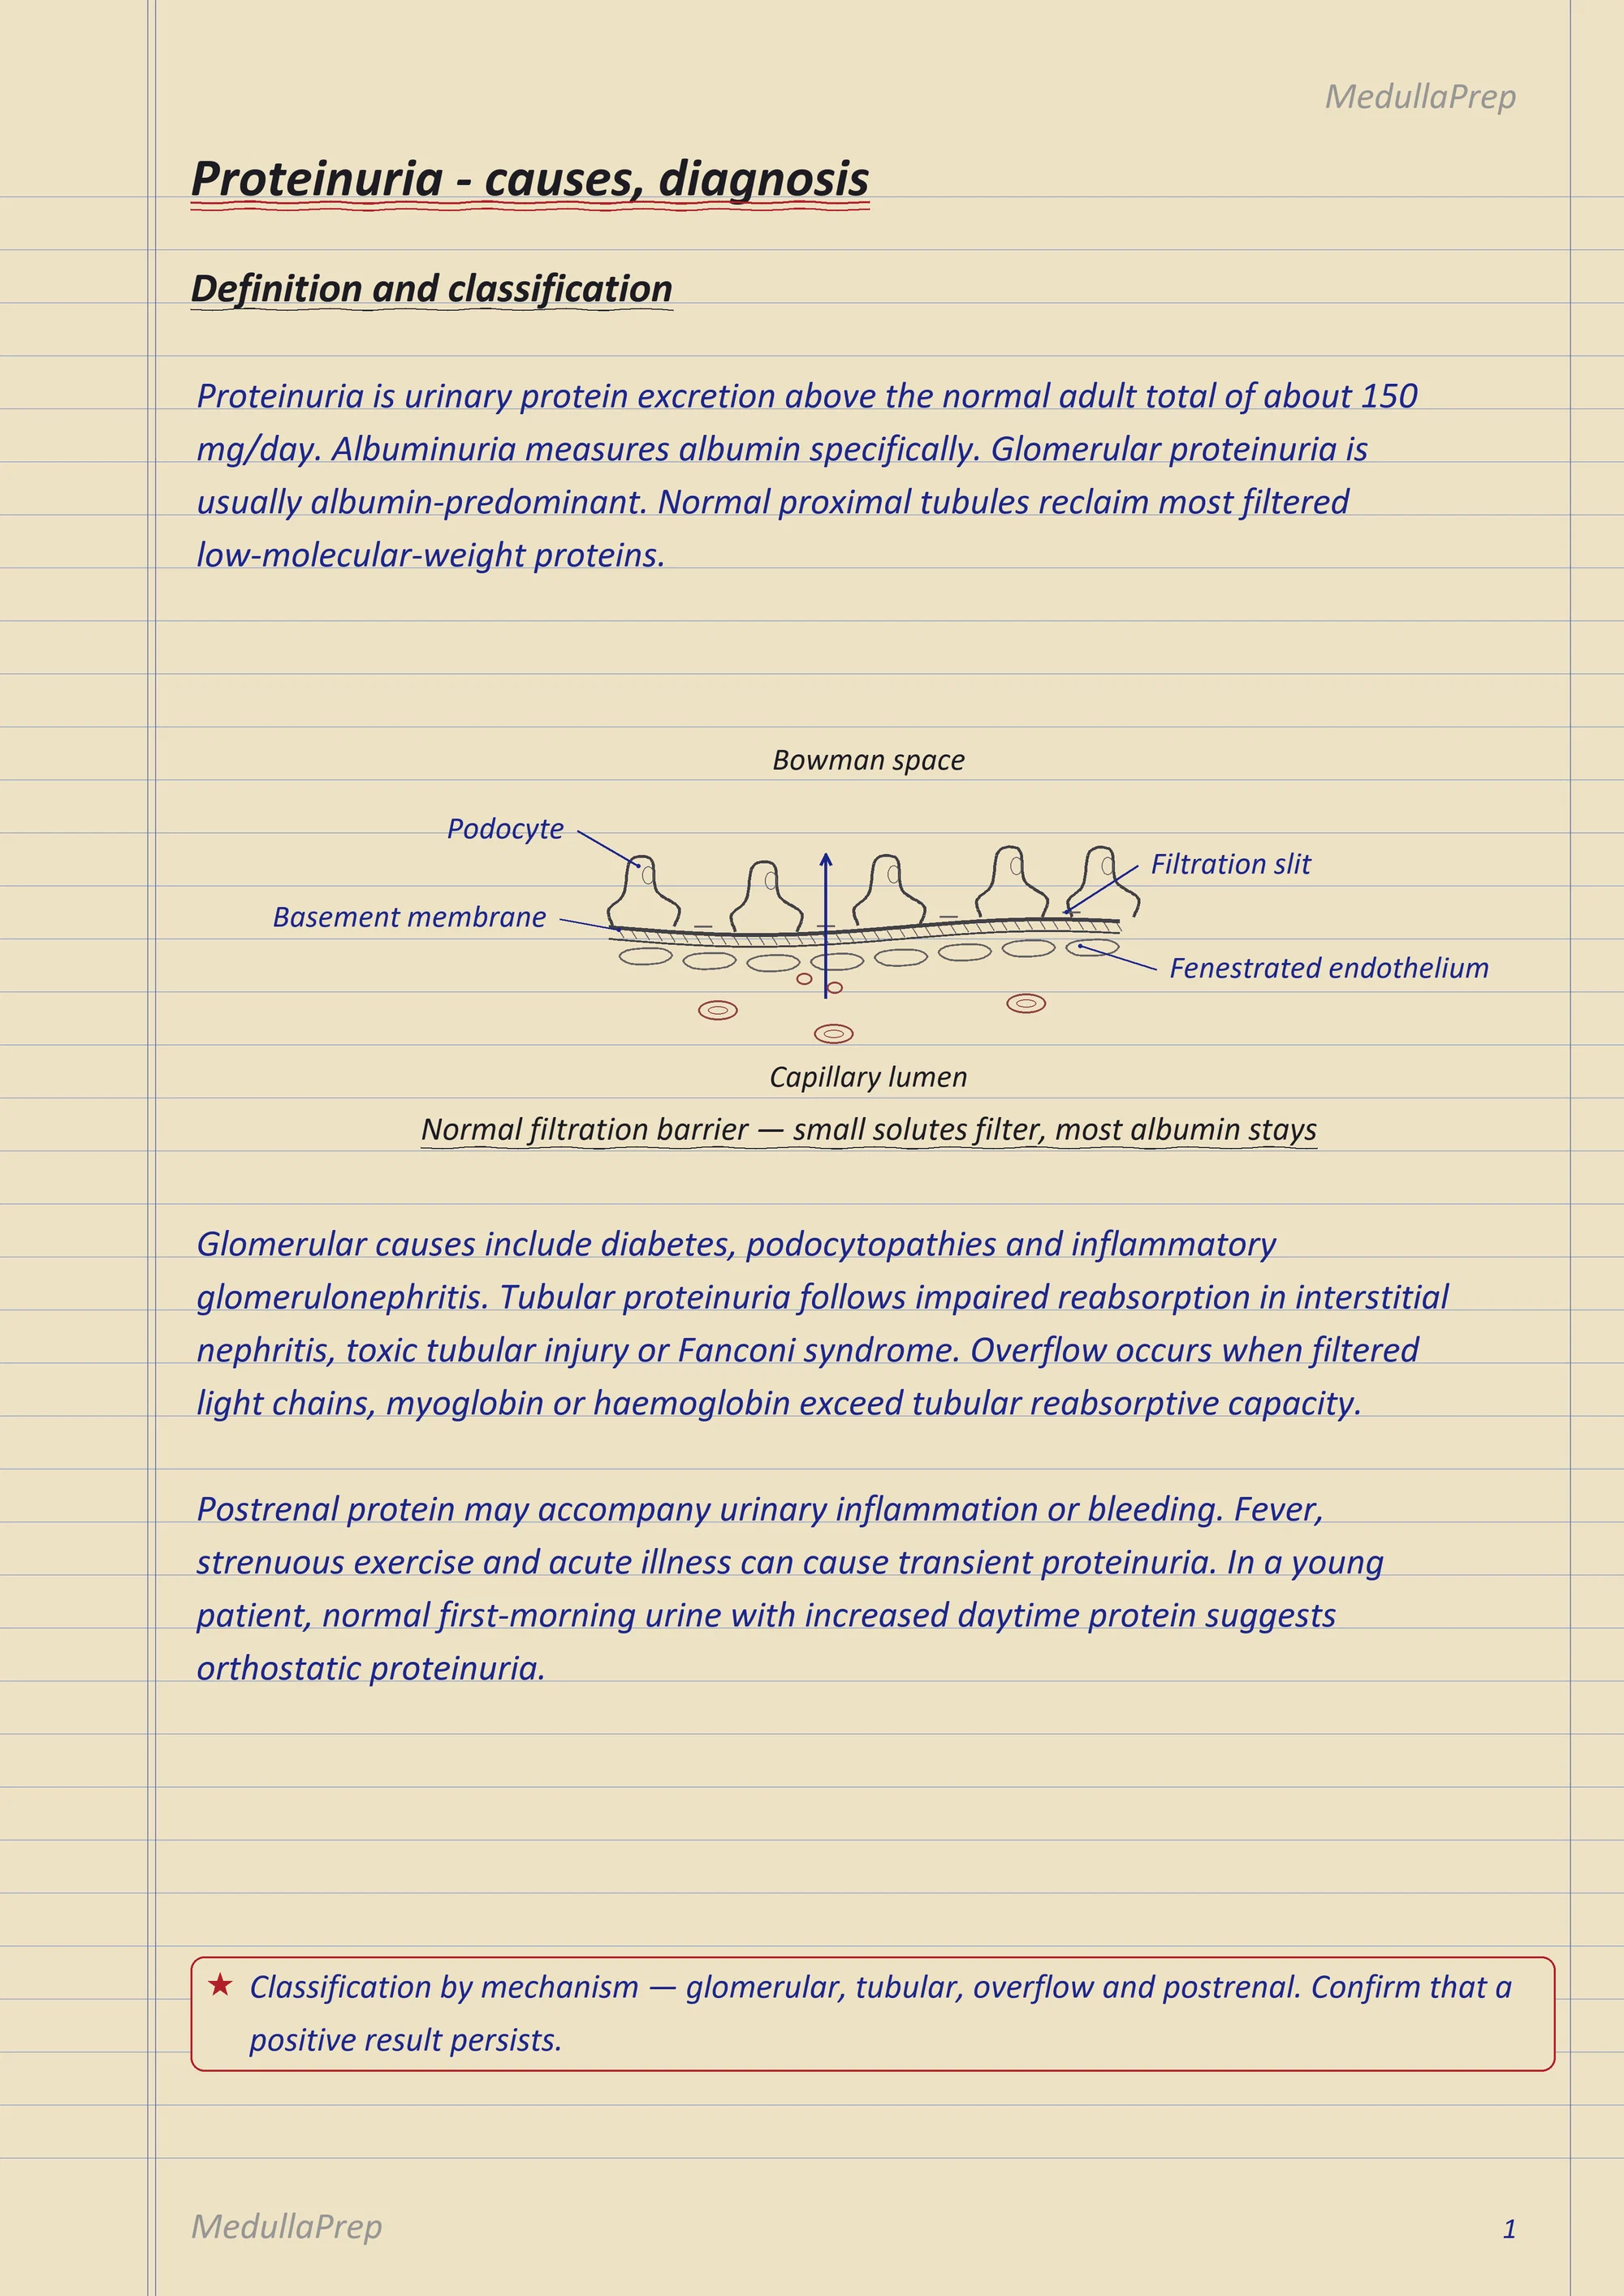 MedullaPrep
Proteinuria - causes, diagnosis
Definition and classification
Proteinuria is urinary protein excretion above the normal adult total of about 150
mg/day. Albuminuria measures albumin specifically. Glomerular proteinuria is
usually albumin-predominant. Normal proximal tubules reclaim most filtered
low-molecular-weight proteins.
Bowman space
Podocyte
Filtration slit
Basement membrane
Fenestrated endothelium
Capillary lumen
Normal filtration barrier — small solutes filter, most albumin stays
Glomerular causes include diabetes, podocytopathies and inflammatory
glomerulonephritis. Tubular proteinuria follows impaired reabsorption in interstitial
nephritis, toxic tubular injury or Fanconi syndrome. Overflow occurs when filtered
light chains, myoglobin or haemoglobin exceed tubular reabsorptive capacity.
Postrenal protein may accompany urinary inflammation or bleeding. Fever,
strenuous exercise and acute illness can cause transient proteinuria. In a young
patient, normal first-morning urine with increased daytime protein suggests
orthostatic proteinuria.
★ Classification by mechanism — glomerular, tubular, overflow and postrenal. Confirm that a
positive result persists.
MedullaPrep
1